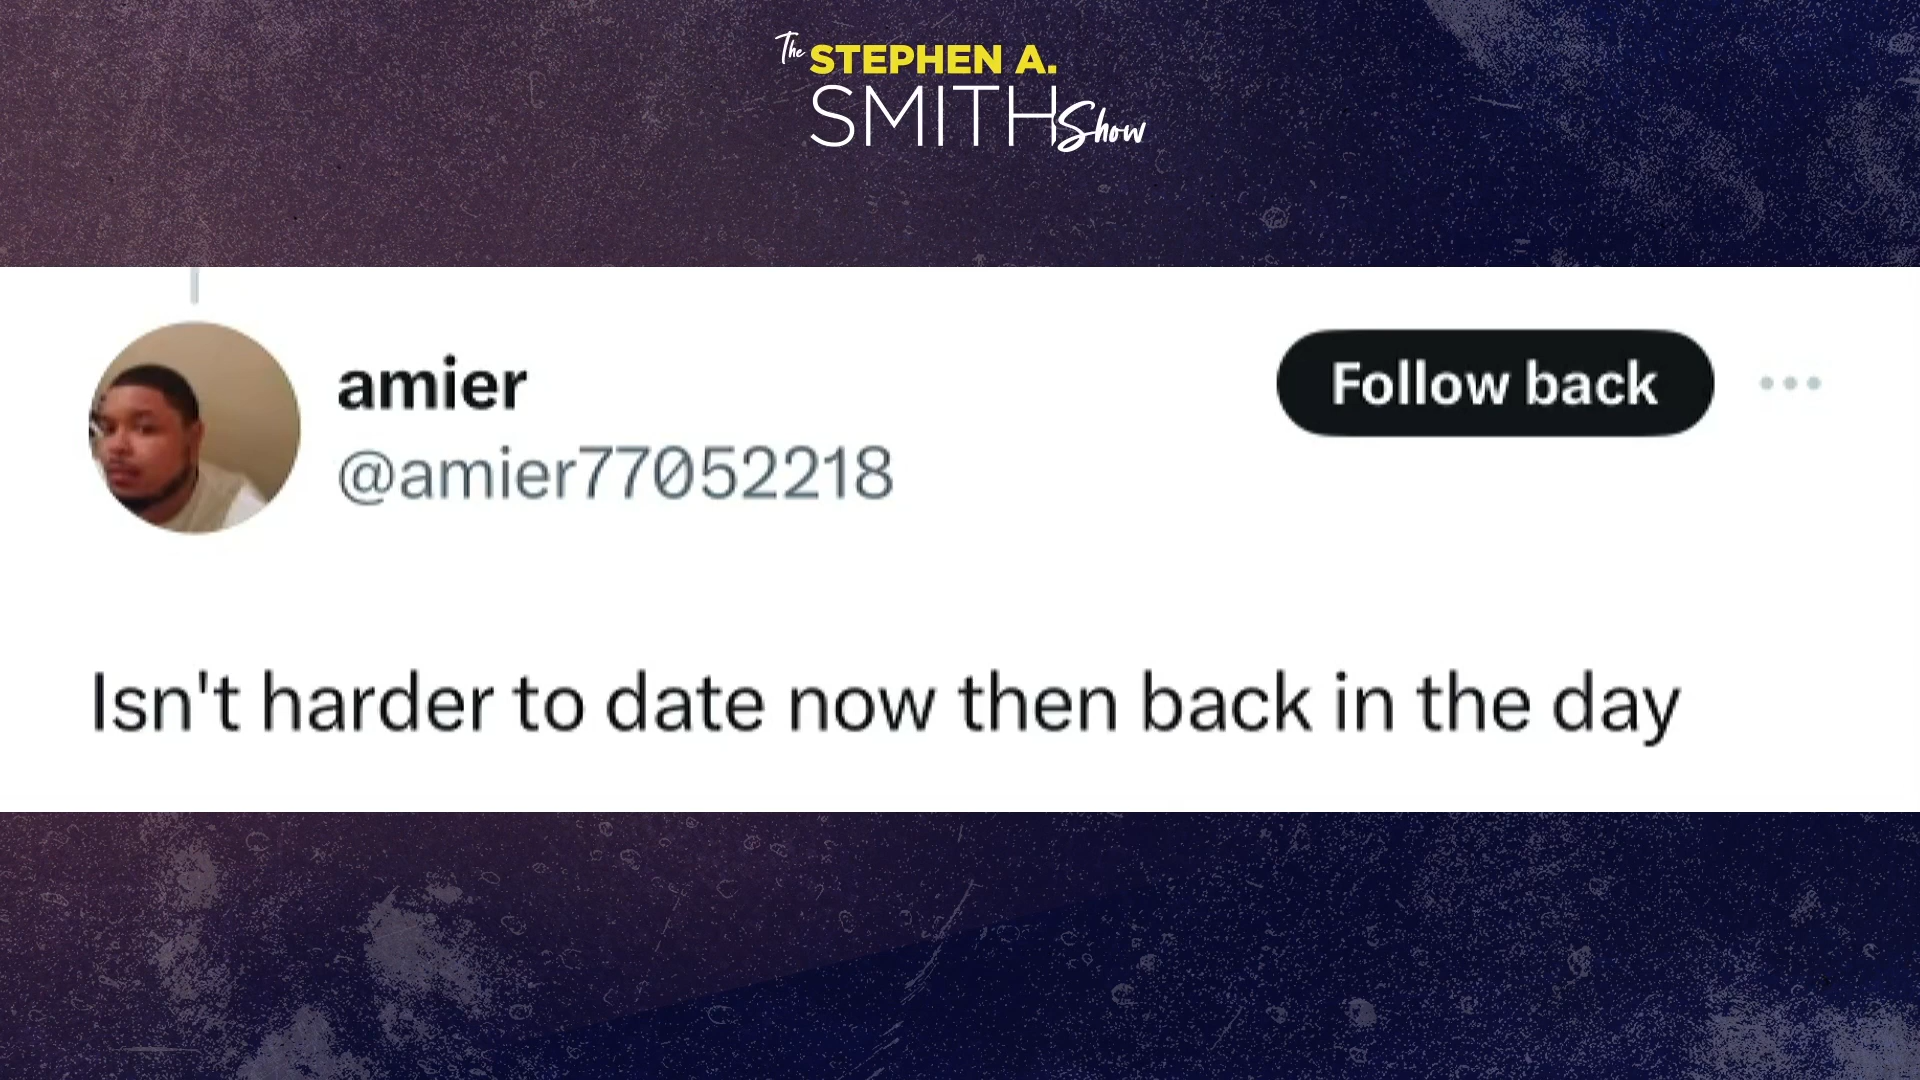 The STEPHEN A.
SMITH Show
amier
Follow back
@amier77052218
Isn't harder to date now then back in the day